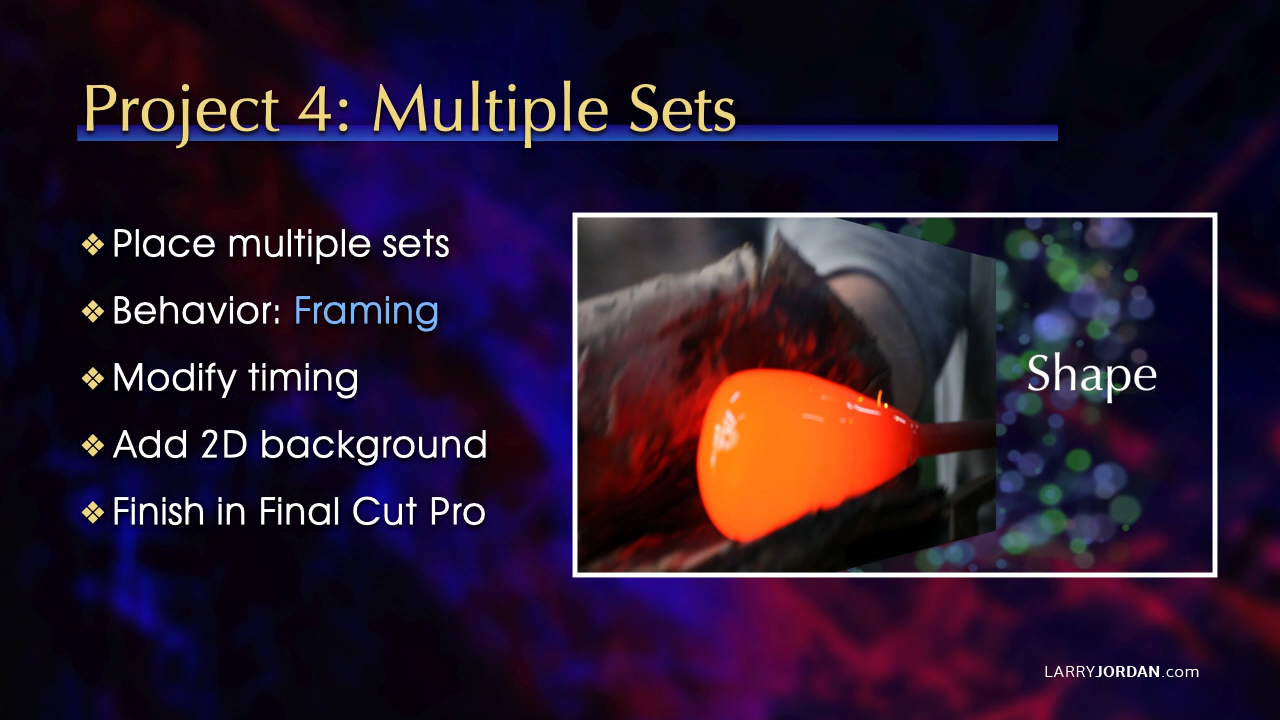 Project 4: Multiple Sets
❖ Place multiple sets
❖ Behavior: Framing
❖ Modify timing
❖ Add 2D background
❖ Finish in Final Cut Pro
Shape
LARRYJORDAN.com